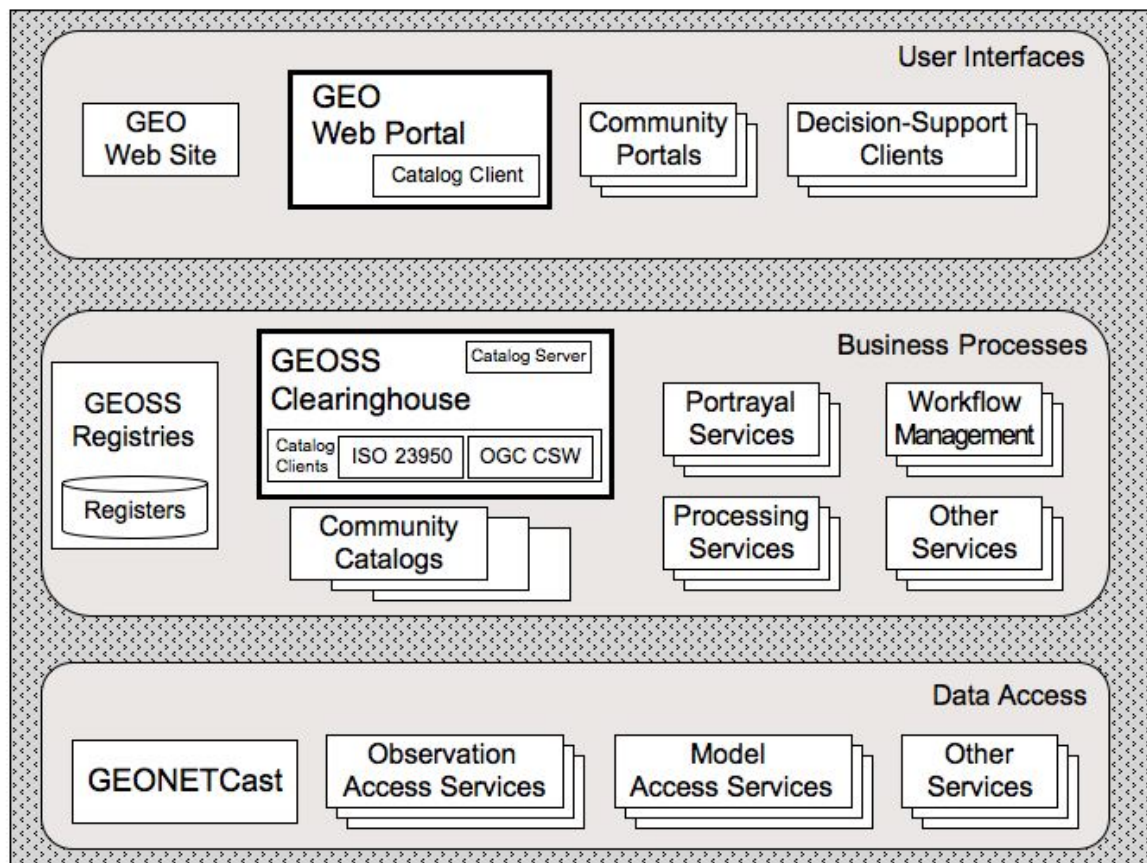 User Interfaces
GEO
Web Site
GEO
Web Portal
Catalog Client
Community
Portals
Decision-Support
Clients
Business Processes
GEOSS
Registries
Registers
GEOSS
Clearinghouse
Catalog Server
Catalog
Clients
ISO 23950
OGC CSW
Community
Catalogs
Portrayal
Services
Workflow
Management
Processing
Services
Other
Services
Data Access
GEONETCast
Observation
Access Services
Model
Access Services
Other
Services